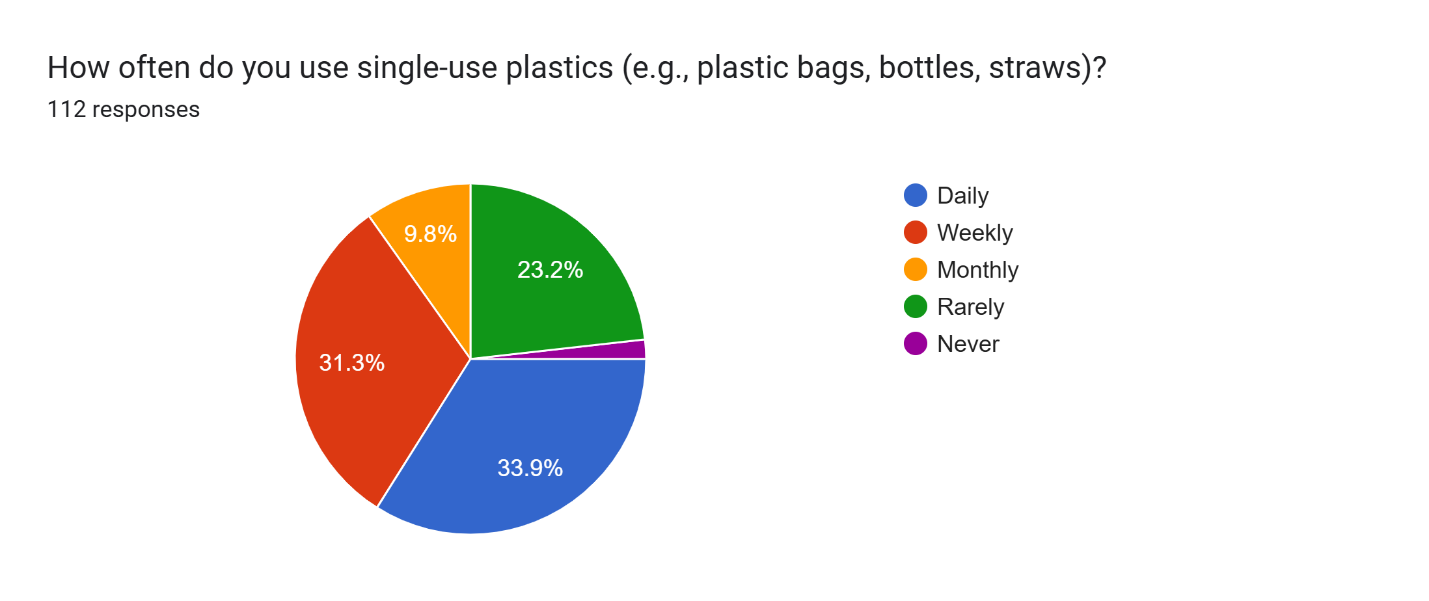 How often do you use single-use plastics (e.g., plastic bags, bottles, straws)?
112 responses
9.8%
23.2%
31.3%
33.9%
Daily
Weekly
Monthly
Rarely
Never